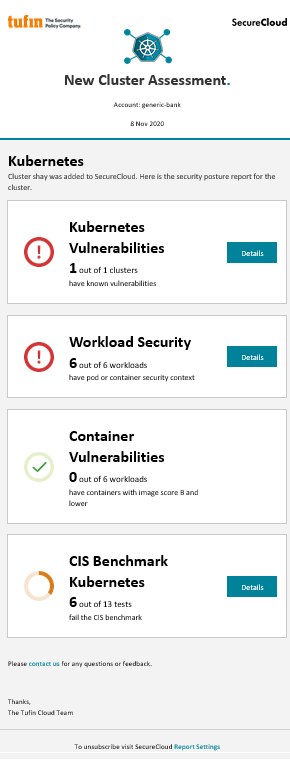 tufin The Security
Policy Company.
SecureCloud
New Cluster Assessment.
Account: generic-bank
8 Nov 2020
Kubernetes
Cluster shay was added to SecureCloud. Here is the security posture report for the
cluster.
Kubernetes
Vulnerabilities
1 out of 1 clusters
have known vulnerabilities
Details
Workload Security
6 out of 6 workloads
have pod or container security context
Details
Container
Vulnerabilities
0 out of 6 workloads
have containers with image score B and
lower
CIS Benchmark
Kubernetes
6 out of 13 tests
fail the CIS benchmark
Details
Please contact us for any questions or feedback.
Thanks,
The Tufin Cloud Team
To unsubscribe visit SecureCloud Report Settings